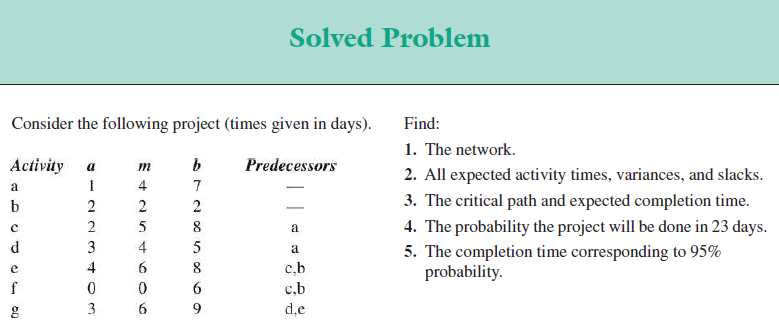 Solved Problem
Consider the following project (times given in days).
Activity a m b Predecessors
a 1 4 7 —
b 2 2 2 —
c 2 5 8 a
d 3 4 5 a
e 4 6 8 c,b
f 0 0 6 c,b
g 3 6 9 d,e
Find:
1. The network.
2. All expected activity times, variances, and slacks.
3. The critical path and expected completion time.
4. The probability the project will be done in 23 days.
5. The completion time corresponding to 95%
probability.